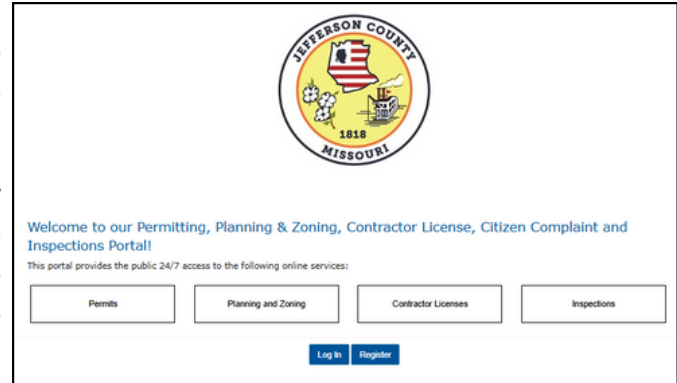 JEFFERSON COUNTY
1818
MISSOURI
Welcome to our Permitting, Planning & Zoning, Contractor License, Citizen Complaint and
Inspections Portal!
This portal provides the public 24/7 access to the following online services:
Permits
Planning and Zoning
Contractor Licenses
Inspections
Log In
Register